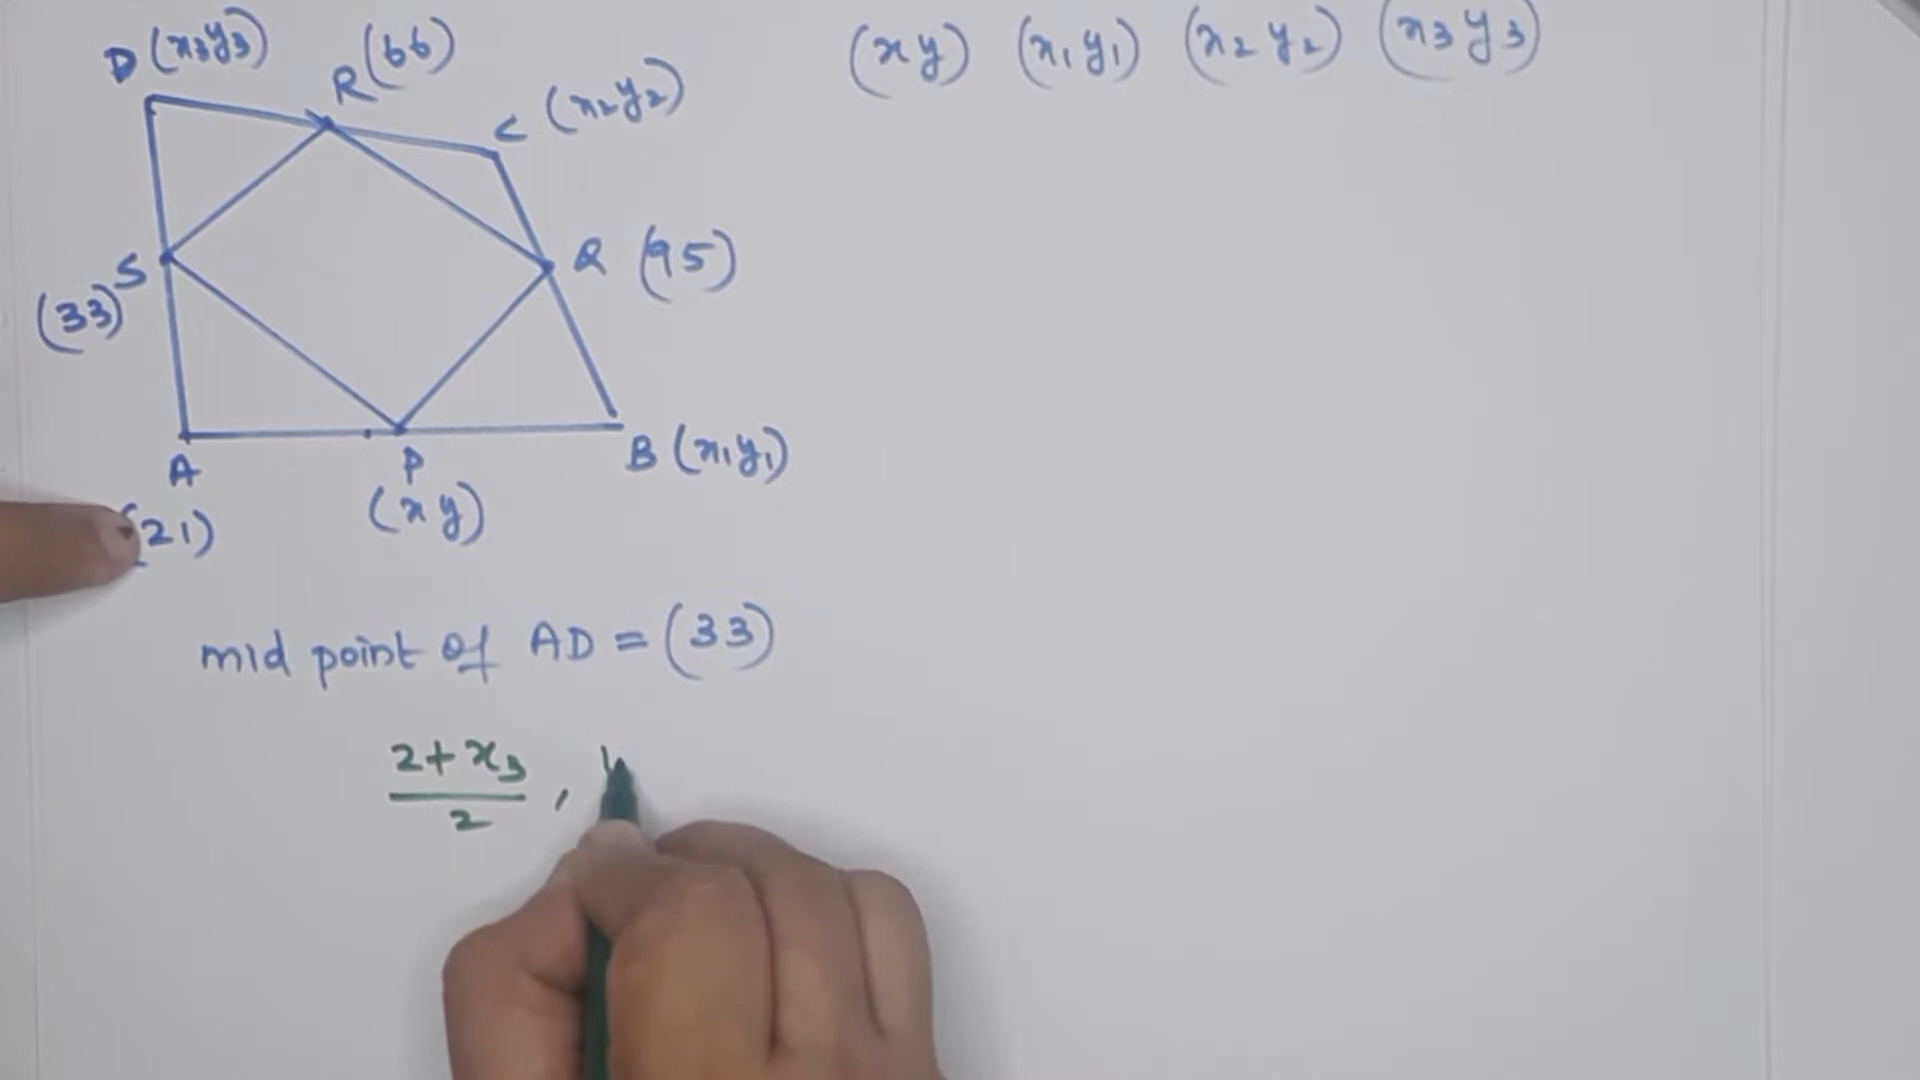 D (x3y3)
R (66)
C (x2y2)
(xy) (x1y1) (x2y2) (x3y3)
S
(33)
Q (95)
A
(21)
P
(xy)
B (x1y1)
mid point of AD = (33)
2+x3
2
,